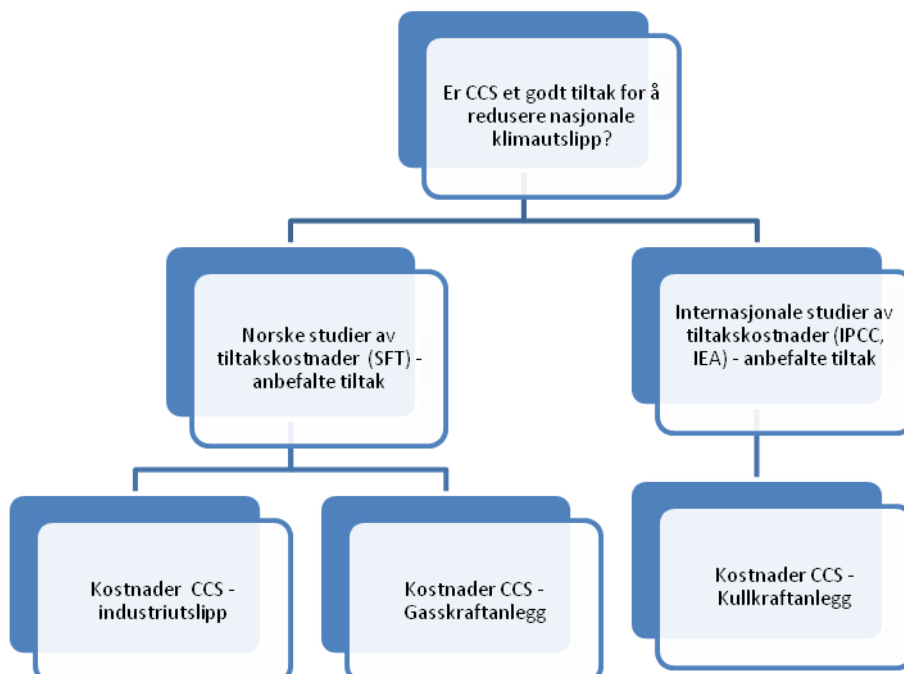 Er CCS et godt tiltak for å
redusere nasjonale
klimautslipp?
Norske studier av
tiltakskostnader (SFT) -
anbefalte tiltak
Internasjonale studier av
tiltakskostnader (IPCC,
IEA) - anbefalte tiltak
Kostnader CCS -
industriutslipp
Kostnader CCS -
Gasskraftanlegg
Kostnader CCS -
Kullkraftanlegg